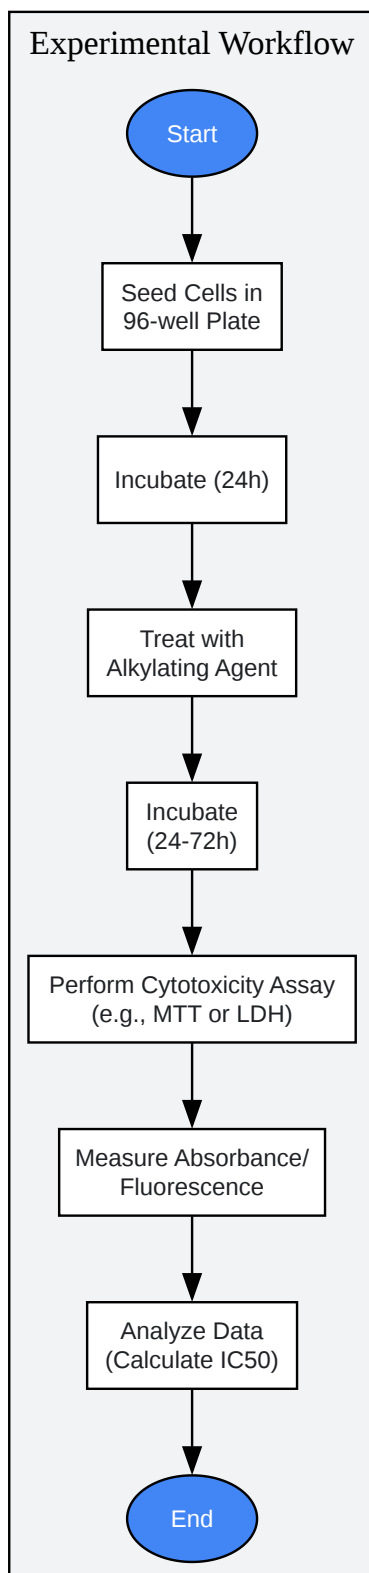 Experimental Workflow
Start
Seed Cells in
96-well Plate
Incubate (24h)
Treat with
Alkylating Agent
Incubate
(24-72h)
Perform Cytotoxicity Assay
(e.g., MTT or LDH)
Measure Absorbance/
Fluorescence
Analyze Data
(Calculate IC50)
End